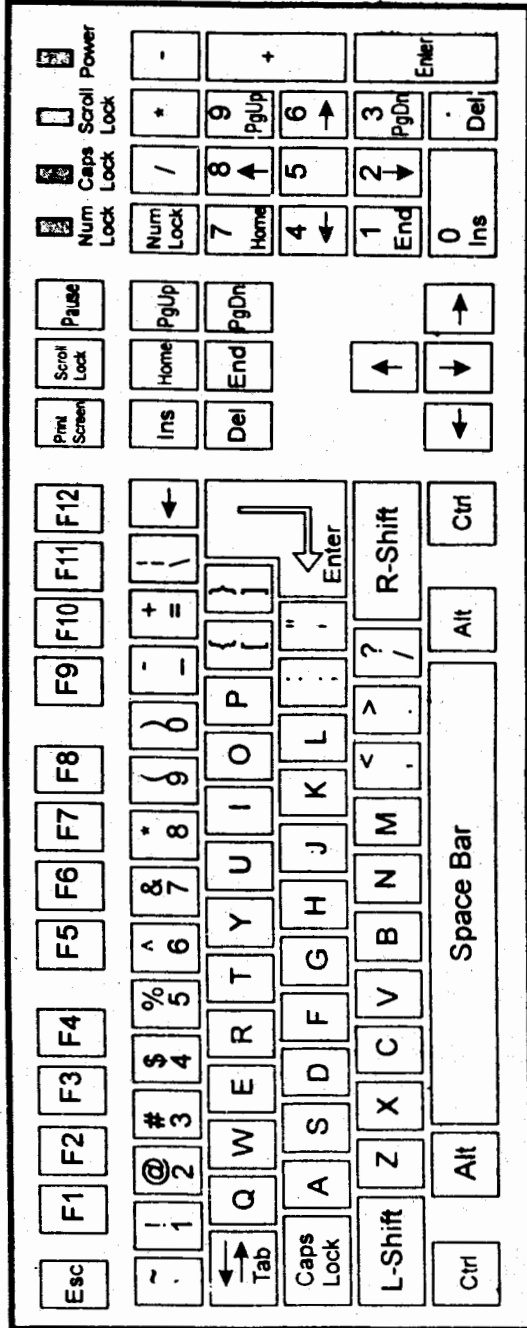 Esc F1 F2 F3 F4 F5 F6 F7 F8 F9 F10 F11 F12 Print Screen Scroll Lock Pause Num Lock Caps Lock Scroll Lock Power
~ . ! 1 @ 2 # 3 $ 4 % 5 ^ 6 & 7 * 8 ( 9 ) 0 - _ + = | \ ← Ins Home PgUp Num Lock / * -
←→ Tab Q W E R T Y U I O P { [ } ] Enter Del End PgDn 7 Home 8 ↑ 9 PgUp +
Caps Lock A S D F G H J K L : ; " ' 4 ← 5 6 →
L-Shift Z X C V B N M < , > . ? / R-Shift ↑ 1 End 2 ↓ 3 PgDn Enter
Ctrl Alt Space Bar Alt Ctrl ← ↓ → 0 Ins . Del